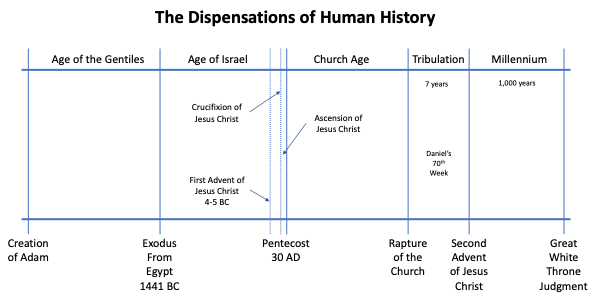 The Dispensations of Human History
Age of the Gentiles
Age of Israel
Church Age
Tribulation
Millennium
7 years
1,000 years
Crucifixion of
Jesus Christ
Ascension of
Jesus Christ
Daniel's
70th
Week
First Advent of
Jesus Christ
4-5 BC
Creation
of Adam
Exodus
From
Egypt
1441 BC
Pentecost
30 AD
Rapture
of the
Church
Second
Advent
of Jesus
Christ
Great
White
Throne
Judgment